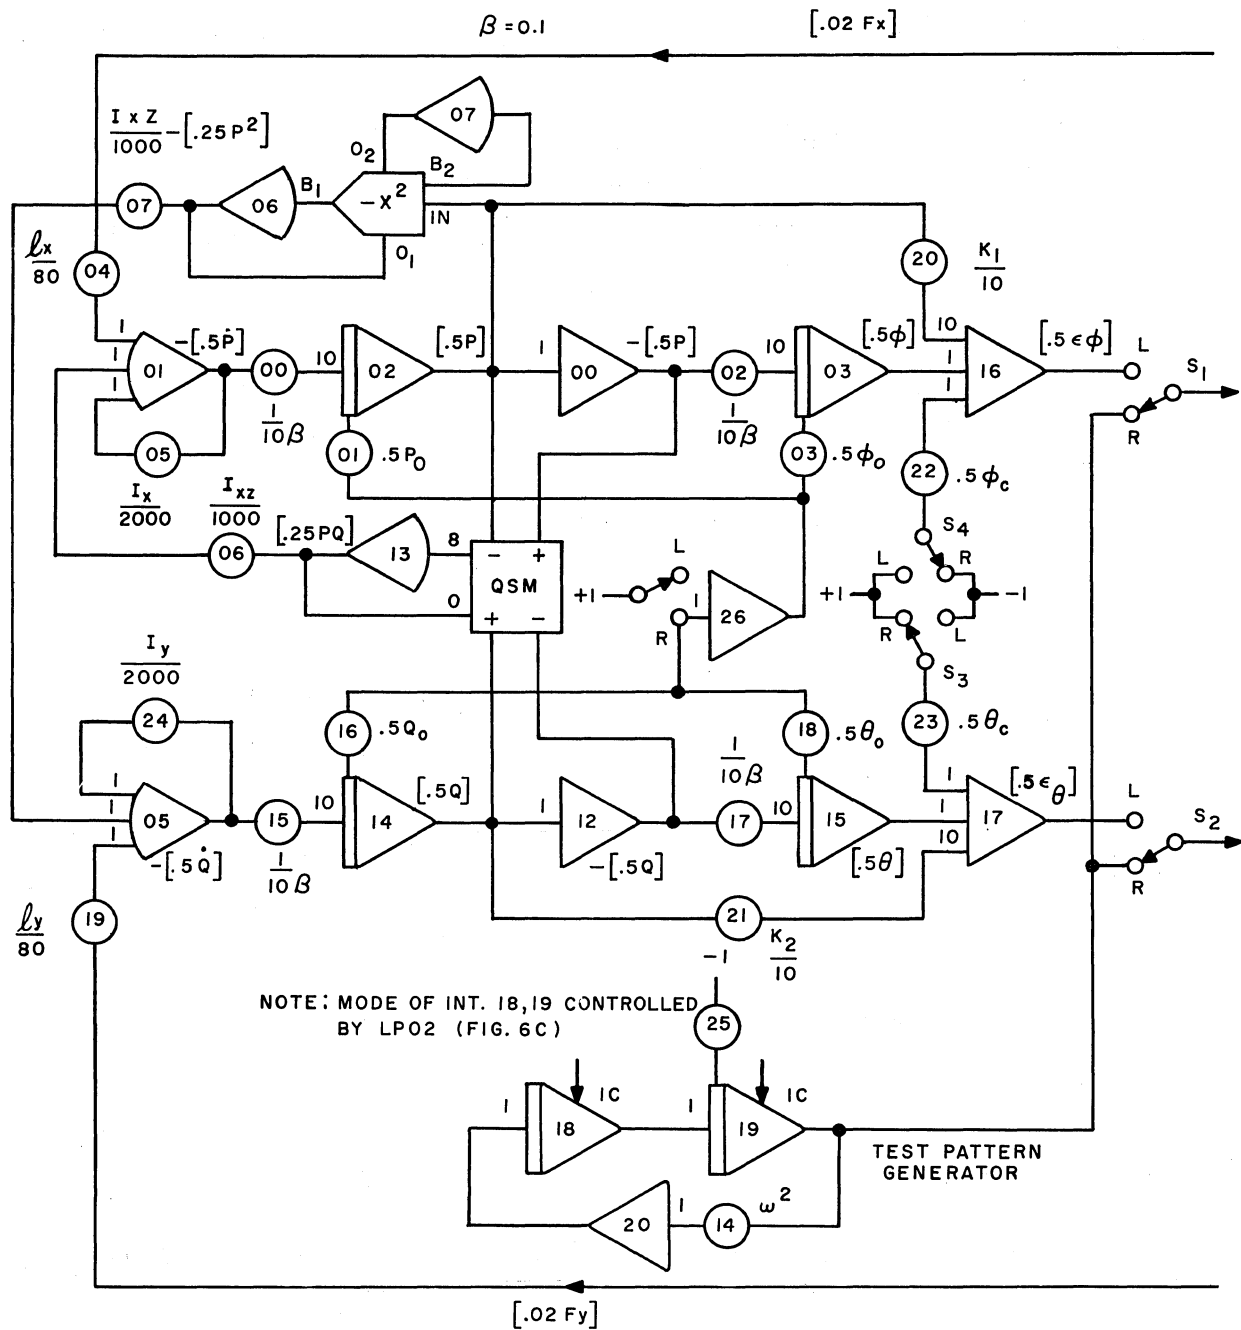 β = 0.1
[.02 Fx]
I x Z
1000
-[.25 P²]
07
O₂
B₂
B₁
-X²
IN
07
06
O₁
ℓx
80
04
20
K₁
10
1
1
1
01
-[.5Ṗ]
00
10
02
[.5P]
1
00
-[.5P]
02
10
03
[.5φ]
10
1
1
16
[.5 ϵφ]
L
S₁
R
1
10β
1
10β
05
01
.5P₀
03
.5φ₀
22
.5φc
Ix
2000
Ixz
1000
[.25PQ]
06
13
8
O
- +
QSM
+ -
L
+1
R
1
26
S₄
L
R
+1
-1
R
L
S₃
Iy
2000
24
16
.5Q₀
18
.5θ₀
23
.5θc
1
10β
1
1
1
05
-[.5Q̇]
15
10
14
[.5Q]
1
12
-[.5Q]
17
10
15
[.5θ]
1
1
10
17
[.5ϵθ]
L
S₂
R
1
10β
ℓy
80
19
21
K₂
10
-1
NOTE: MODE OF INT. 18, 19 CONTROLLED
BY LP02 (FIG. 6C)
25
1
18
IC
1
19
IC
TEST PATTERN
GENERATOR
20
1
14
ω²
[.02 Fy]